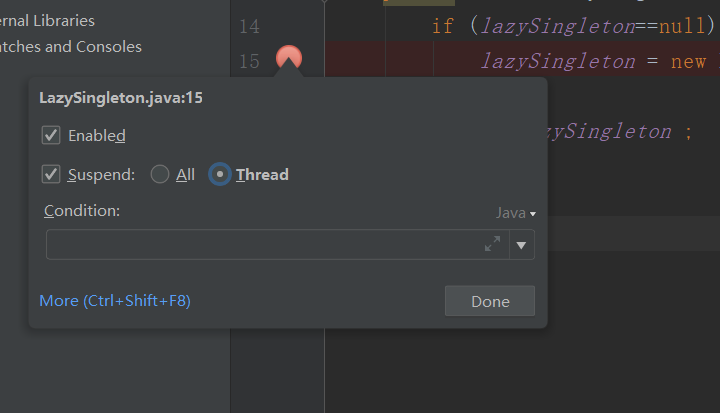 ernal Libraries
atches and Consoles
14 if (lazySingleton==null)
15 lazySingleton = new
LazySingleton.java:15
Enabled
zySingleton ;
Suspend: All Thread
Condition:
Java
More (Ctrl+Shift+F8)
Done